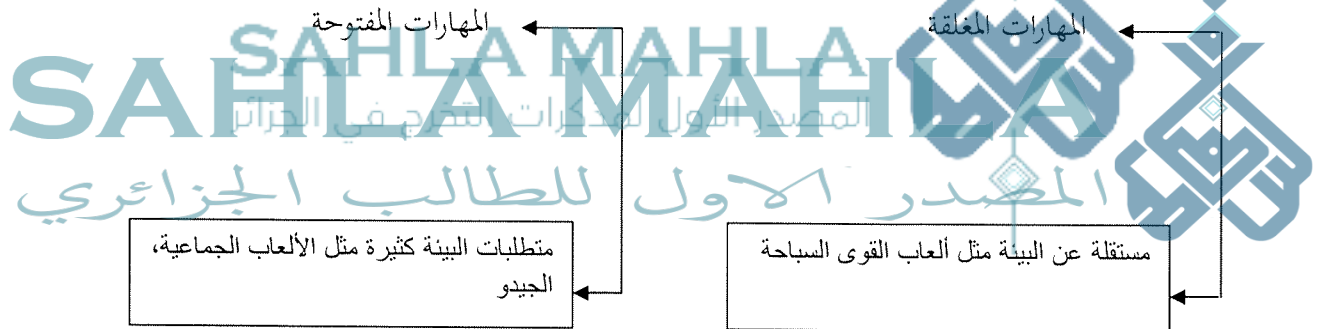 المهارات المغلقة
المهارات المفتوحة
SAHLA MAHLA
SAHLA MAHLA
المصدر الأول لمذكرات التخرج في الجزائر
المصدر الاول للطالب الجزائري
مستقلة عن البيئة مثل ألعاب القوى السباحة
متطلبات البيئة كثيرة مثل الألعاب الجماعية،
الجيدو